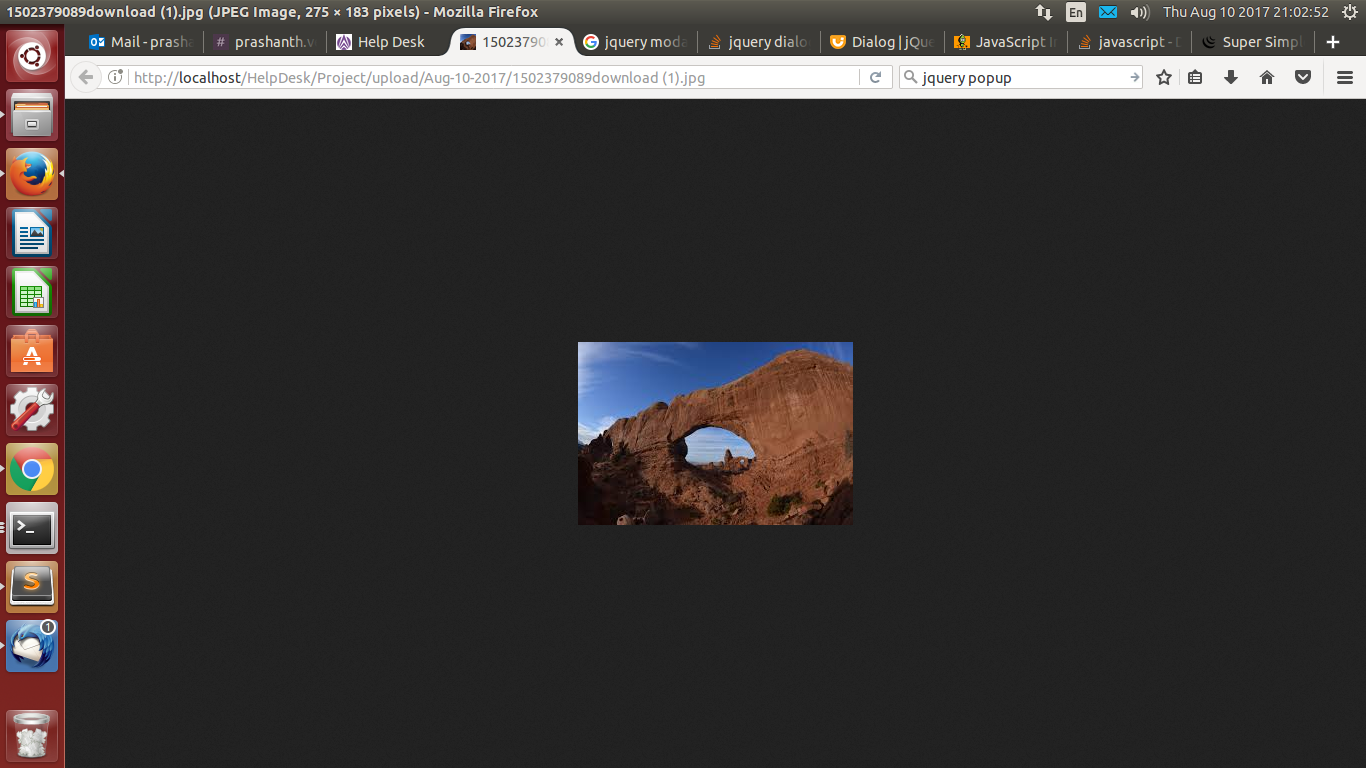 1502379089download (1).jpg (JPEG Image, 275 × 183 pixels) - Mozilla Firefox
En
Thu Aug 10 2017 21:02:52
Mail - prasha
# prashanth.v
Help Desk
15023790
jquery moda
jquery dialo
Dialog | jQue
JavaScript
javascript -
Super Simpl
http://localhost/HelpDesk/Project/upload/Aug-10-2017/1502379089download (1).jpg
jquery popup
1